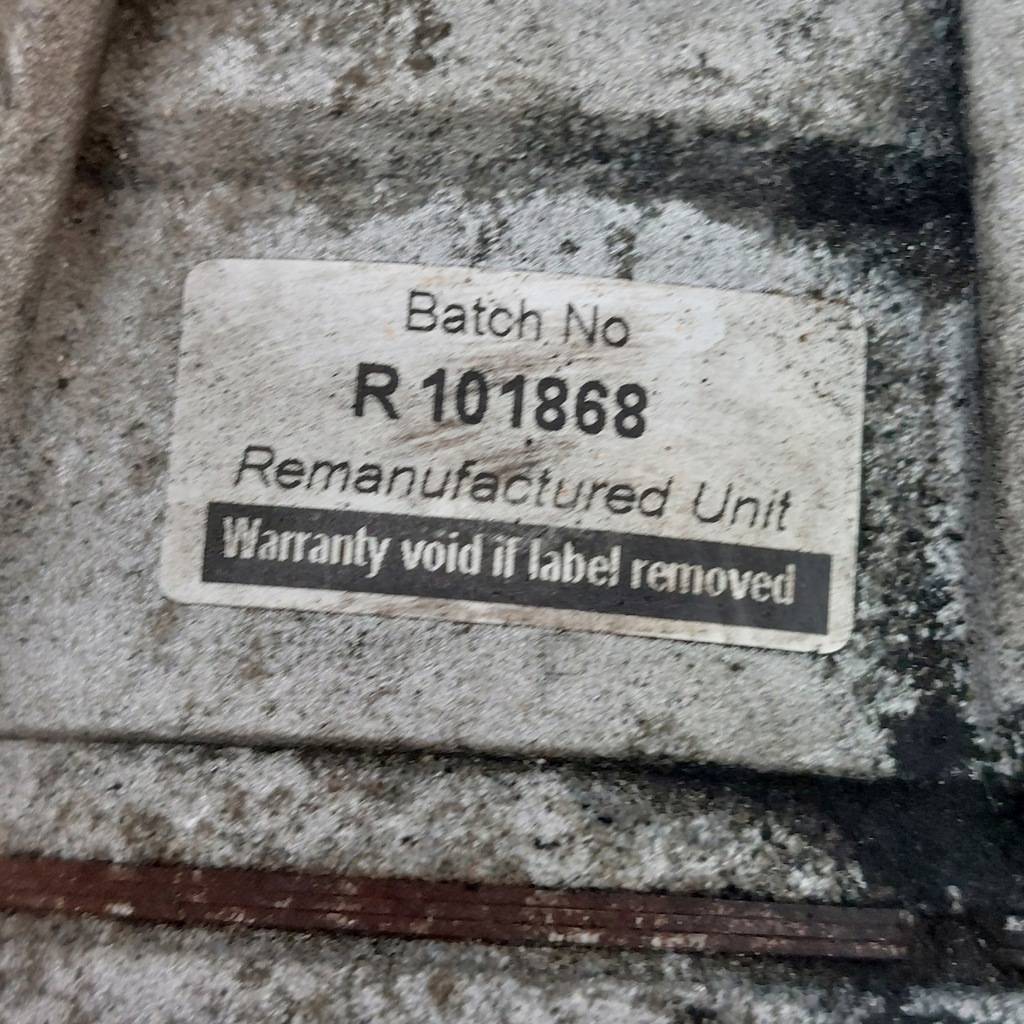 Batch No
R 101868
Remanufactured Unit
Warranty void if label removed